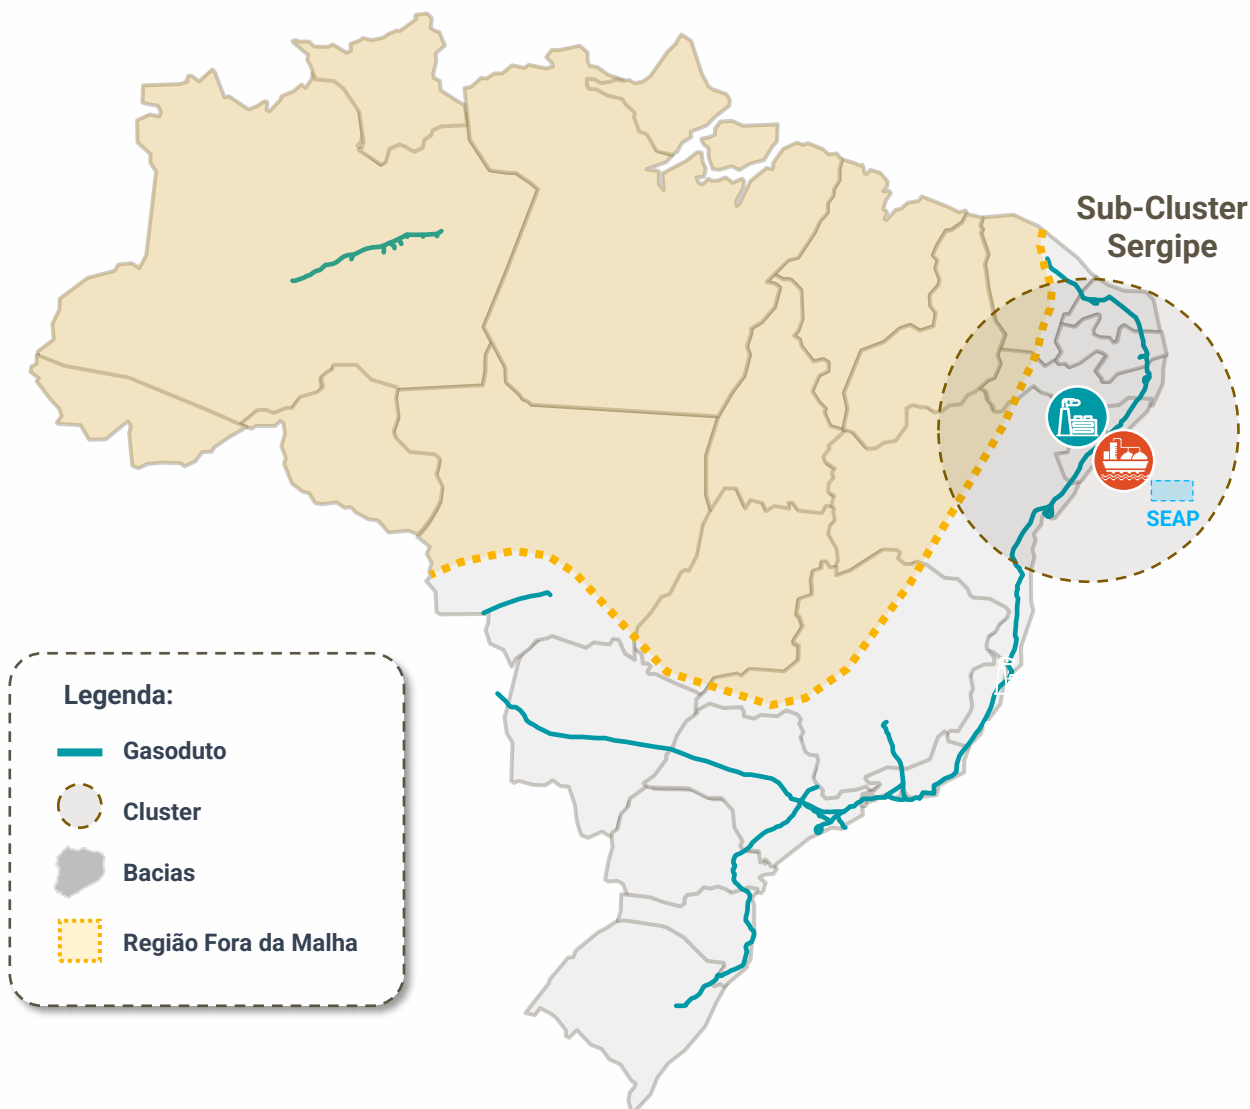 Sub-Cluster
Sergipe
SEAP
Legenda:
Gasoduto
Cluster
Bacias
Região Fora da Malha